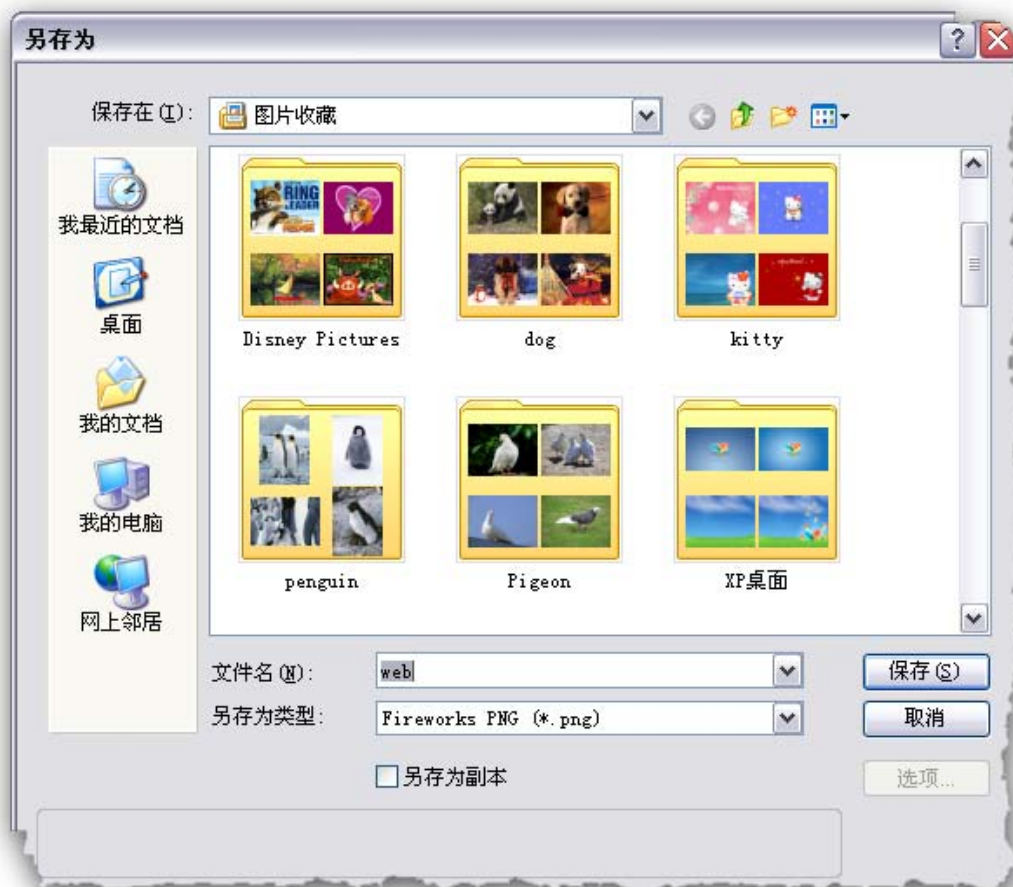 另存为
保存在(I):
图片收藏
我最近的文档
桌面
我的文档
我的电脑
网上邻居
RING
LEADER
Disney Pictures
dog
kitty
penguin
Pigeon
XP桌面
文件名(N):
web
保存(S)
另存为类型:
Fireworks PNG (*.png)
取消
另存为副本
选项...